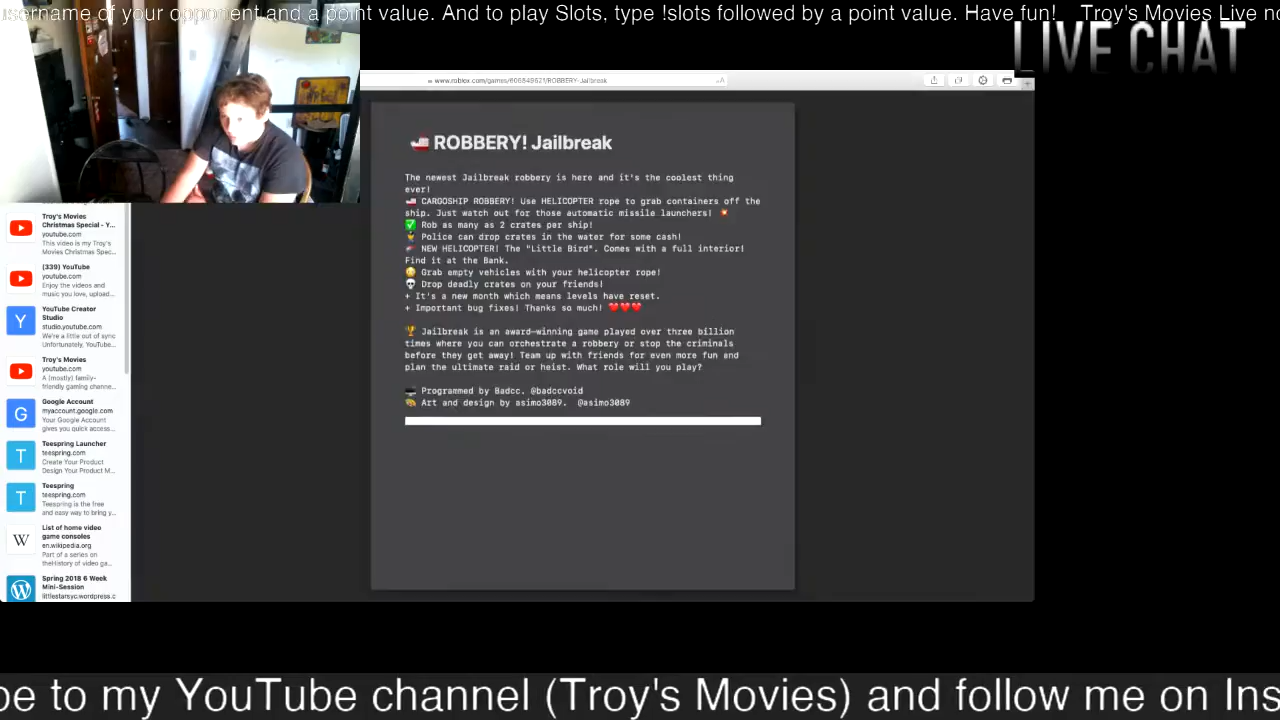 sername of your opponent and a point value. And to play Slots, type !slots followed by a point value. Have fun! Troy's Movies Live
LIVE CHAT
www.roblox.com/games/606849621/ROBBERY-Jailbreak
ROBBERY! Jailbreak
The newest Jailbreak robbery is here and it's the coolest thing
ever!
CARGOSHIP ROBBERY! Use HELICOPTER rope to grab containers off the
ship. Just watch out for those automatic missile launchers! 💥
✅ Rob as many as 2 crates per ship!
Police can drop crates in the water for some cash!
NEW HELICOPTER! The "Little Bird". Comes with a full interior!
Find it at the Bank.
Grab empty vehicles with your helicopter rope!
💀 Drop deadly crates on your friends!
+ It's a new month which means levels have reset.
+ Important bug fixes! Thanks so much! ❤️❤️❤️
🏆 Jailbreak is an award-winning game played over three billion
times where you can orchestrate a robbery or stop the criminals
before they get away! Team up with friends for even more fun and
plan the ultimate raid or heist. What role will you play?
Programmed by Badcc. @badccvoid
🎨 Art and design by asimo3089. @asimo3089
Troy's Movies
Christmas Special - Y...
youtube.com
This video is my Troy's
Movies Christmas Spec...
(339) YouTube
youtube.com
Enjoy the videos and
music you love, upload...
Y
YouTube Creator
Studio
studio.youtube.com
We're a little out of sync
Unfortunately, YouTube...
Troy's Movies
youtube.com
A (mostly) family-
friendly gaming channe...
G
Google Account
myaccount.google.com
Your Google Account
gives you quick access...
T
Teespring Launcher
teespring.com
Create Your Product
Design Your Product M...
T
Teespring
teespring.com
Teespring is the free
and easy way to bring y...
W
List of home video
game consoles
en.wikipedia.org
Part of a series on
theHistory of video ga...
Spring 2018 6 Week
Mini-Session
littlestarsyc.wordpress.c
be to my YouTube channel (Troy's Movies) and follow me on Ins